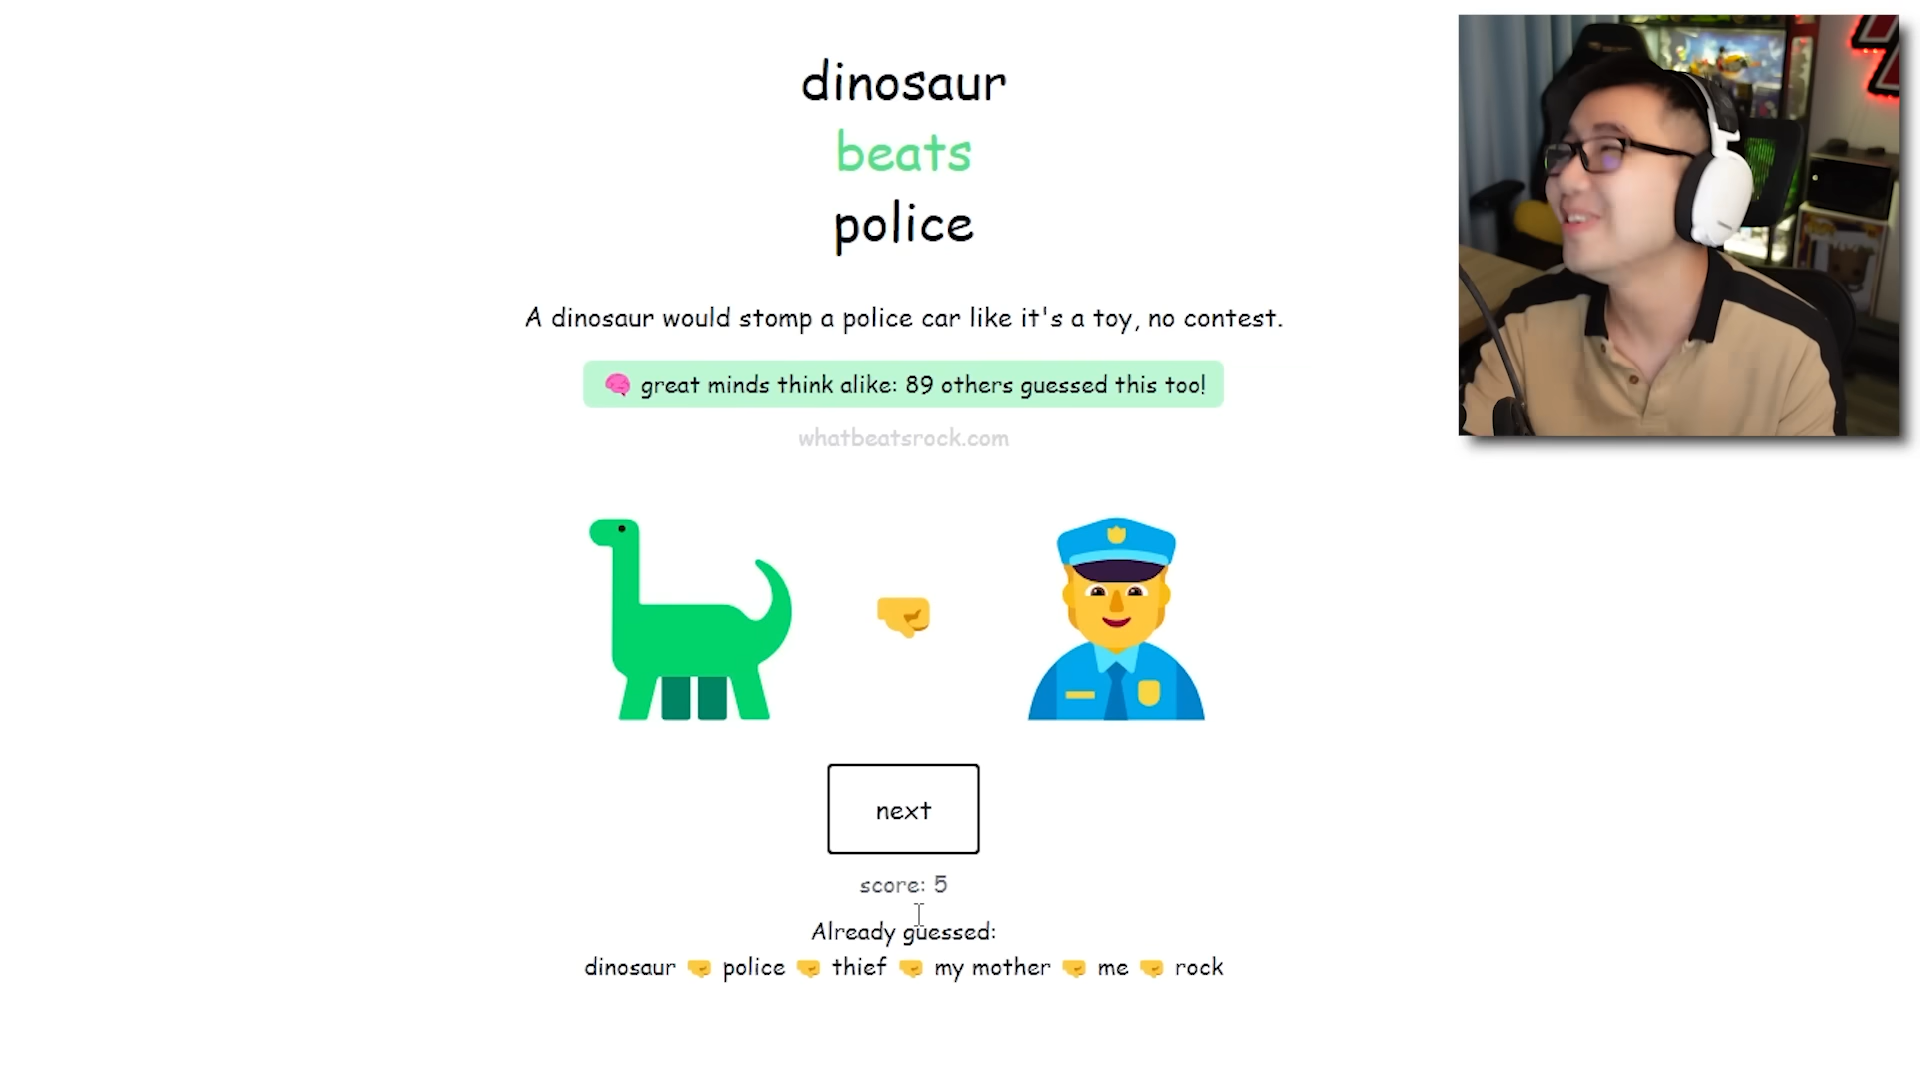 dinosaur
beats
police
A dinosaur would stomp a police car like it's a toy, no contest.
🧠 great minds think alike: 89 others guessed this too!
whatbeatsrock.com
next
score: 5
Already guessed:
dinosaur 🤜 police 🤜 thief 🤜 my mother 🤜 me 🤜 rock